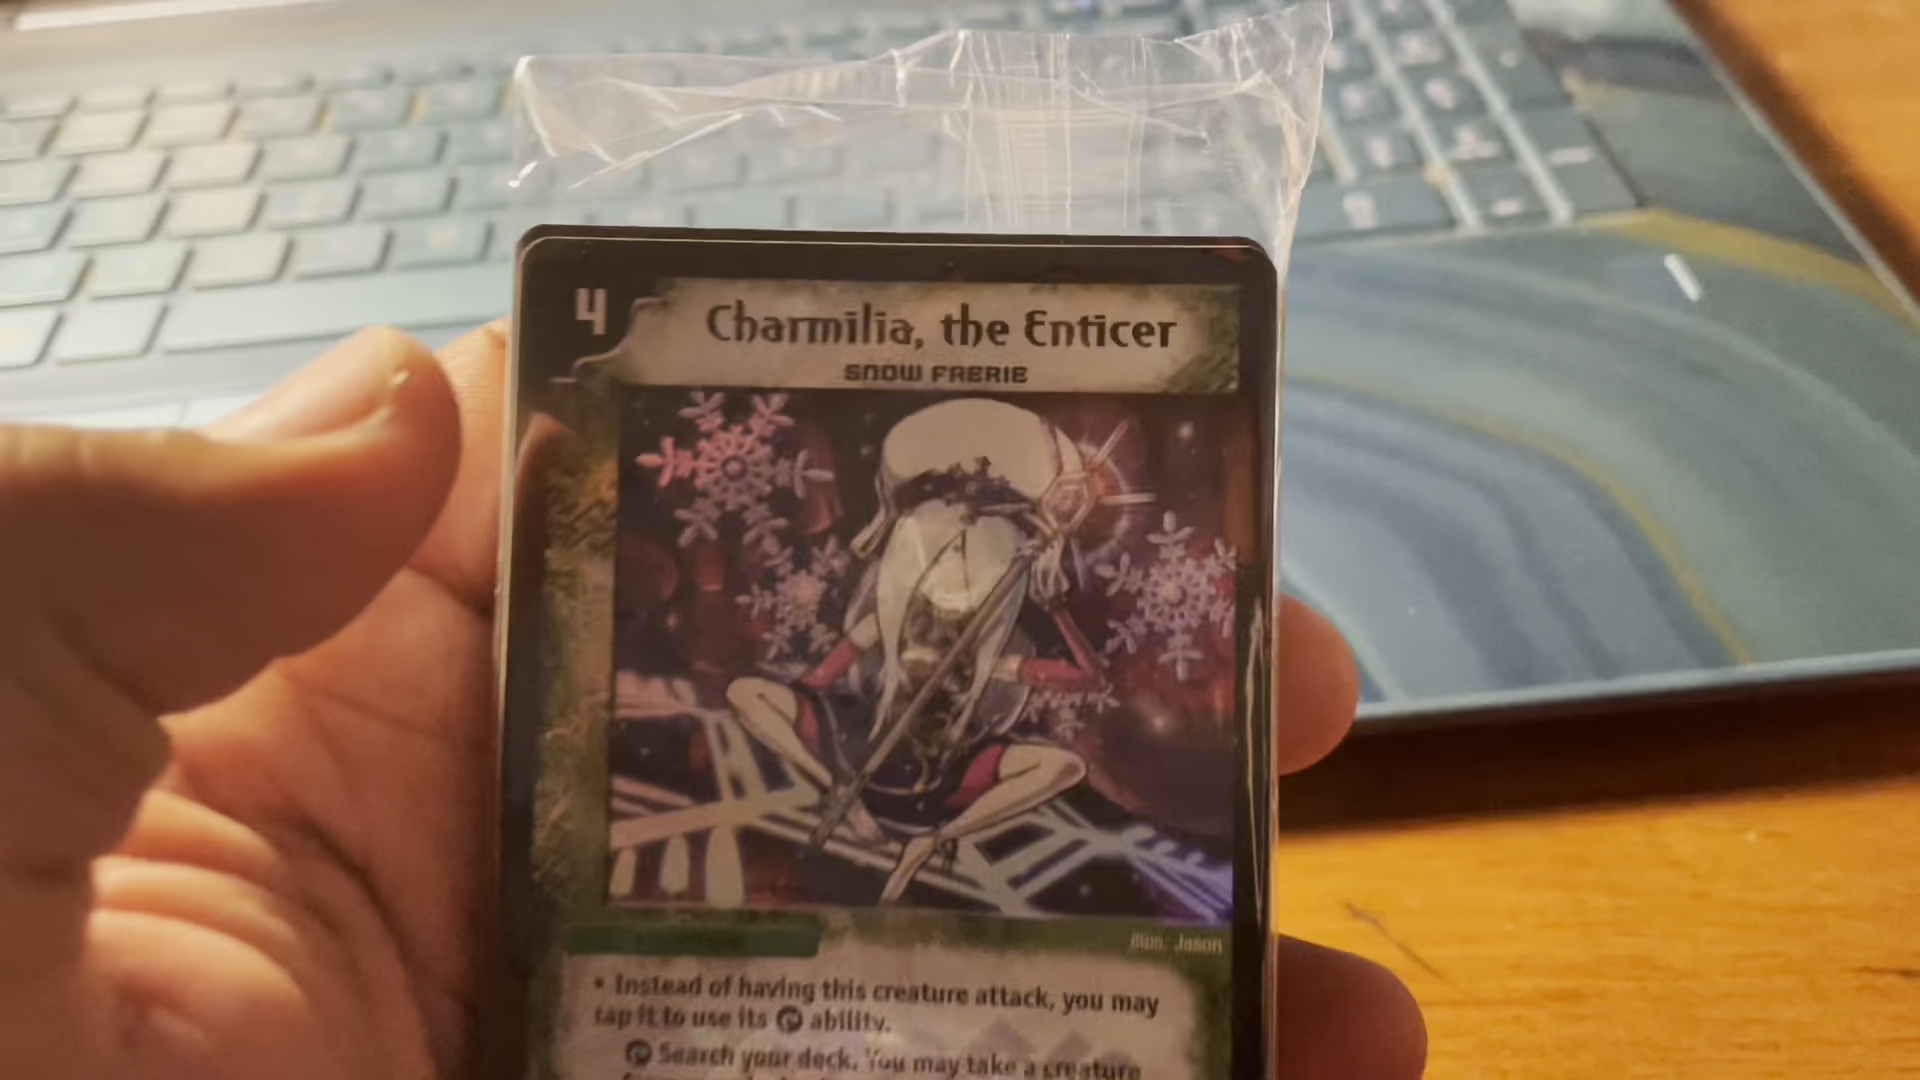 4
Charmilia, the Enticer
SNOW FAERIE
Illus. Jason
• Instead of having this creature attack, you may
tap it to use its ability.
Search your deck. You may take a creature